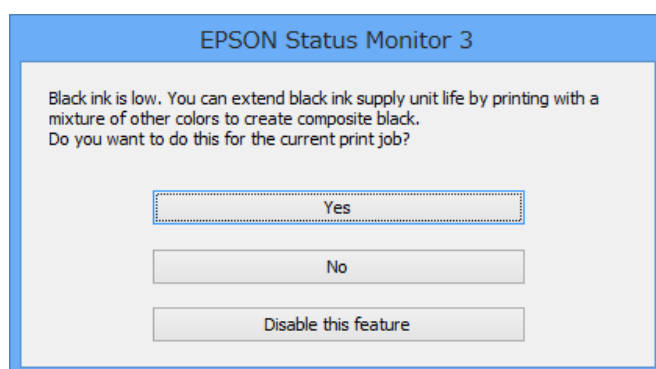 EPSON Status Monitor 3
Black ink is low. You can extend black ink supply unit life by printing with a
mixture of other colors to create composite black.
Do you want to do this for the current print job?
Yes
No
Disable this feature